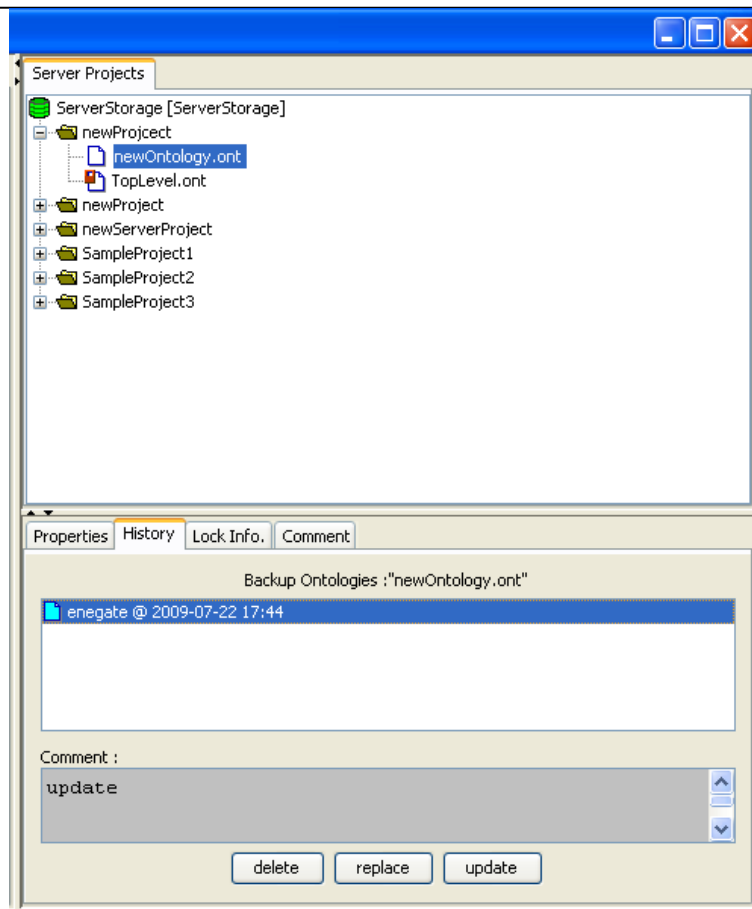 Server Projects
ServerStorage [ServerStorage]
newProjcect
newOntology.ont
TopLevel.ont
newProject
newServerProject
SampleProject1
SampleProject2
SampleProject3
Properties History Lock Info. Comment
Backup Ontologies :"newOntology.ont"
enegate @ 2009-07-22 17:44
Comment :
update
delete replace update